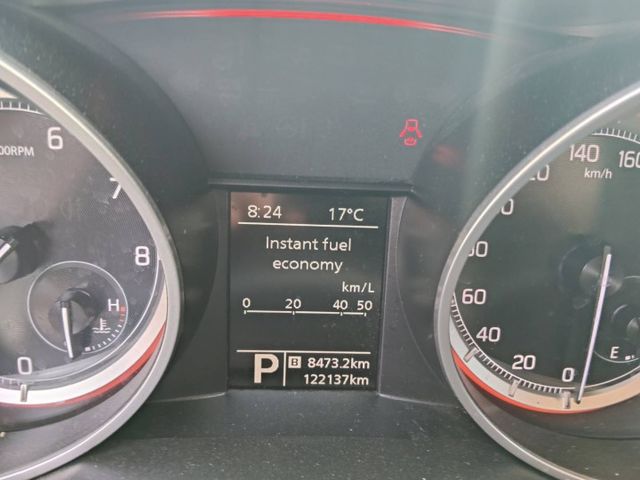 6
00RPM
7
8
H
0
8:24 17°C
Instant fuel
economy
km/L
0 20 40 50
P B 8473.2km
122137km
140 160
km/h
60
40
20
0
E